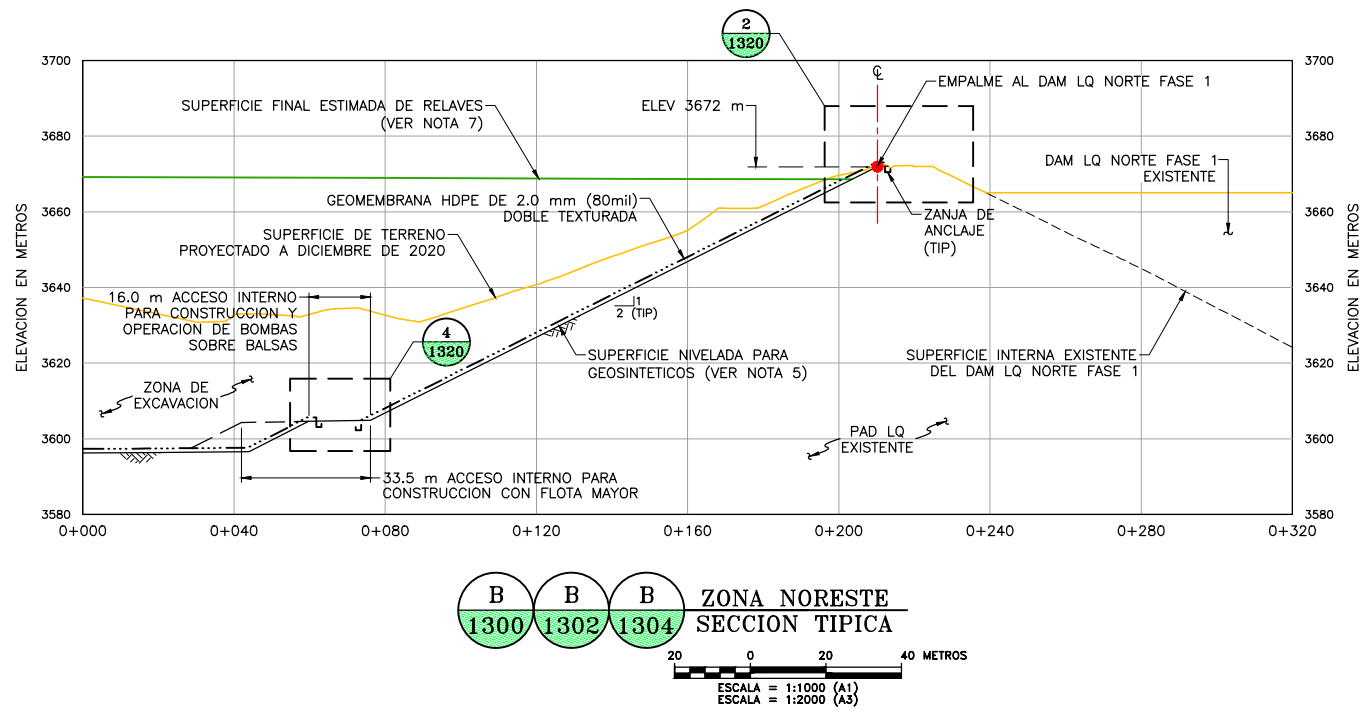 2
1320
3700
3680
3660
3640
3620
3600
3580
ELEVACION EN METROS
SUPERFICIE FINAL ESTIMADA DE RELAVES
(VER NOTA 7)
ELEV 3672 m
℄
EMPALME AL DAM LQ NORTE FASE 1
DAM LQ NORTE FASE 1
EXISTENTE
GEOMEMBRANA HDPE DE 2.0 mm (80mil)
DOBLE TEXTURADA
ZANJA DE
ANCLAJE
(TIP)
SUPERFICIE DE TERRENO
PROYECTADO A DICIEMBRE DE 2020
16.0 m ACCESO INTERNO
PARA CONSTRUCCION Y
OPERACION DE BOMBAS
SOBRE BALSAS
1
2 (TIP)
4
1320
SUPERFICIE NIVELADA PARA
GEOSINTETICOS (VER NOTA 5)
SUPERFICIE INTERNA EXISTENTE
DEL DAM LQ NORTE FASE 1
ZONA DE
EXCAVACION
PAD LQ
EXISTENTE
33.5 m ACCESO INTERNO PARA
CONSTRUCCION CON FLOTA MAYOR
3700
3680
3660
3640
3620
3600
3580
ELEVACION EN METROS
0+000 0+040 0+120 0+160 0+200 0+240 0+280 0+320
B B B
1300 1302 1304
ZONA NORESTE
SECCION TIPICA
20 0 20 40 METROS
ESCALA = 1:1000 (A1)
ESCALA = 1:2000 (A3)